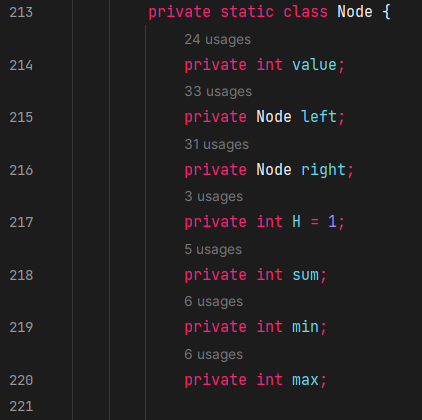 213 private static class Node {
24 usages
214 private int value;
33 usages
215 private Node left;
31 usages
216 private Node right;
3 usages
217 private int H = 1;
5 usages
218 private int sum;
6 usages
219 private int min;
6 usages
220 private int max;
221